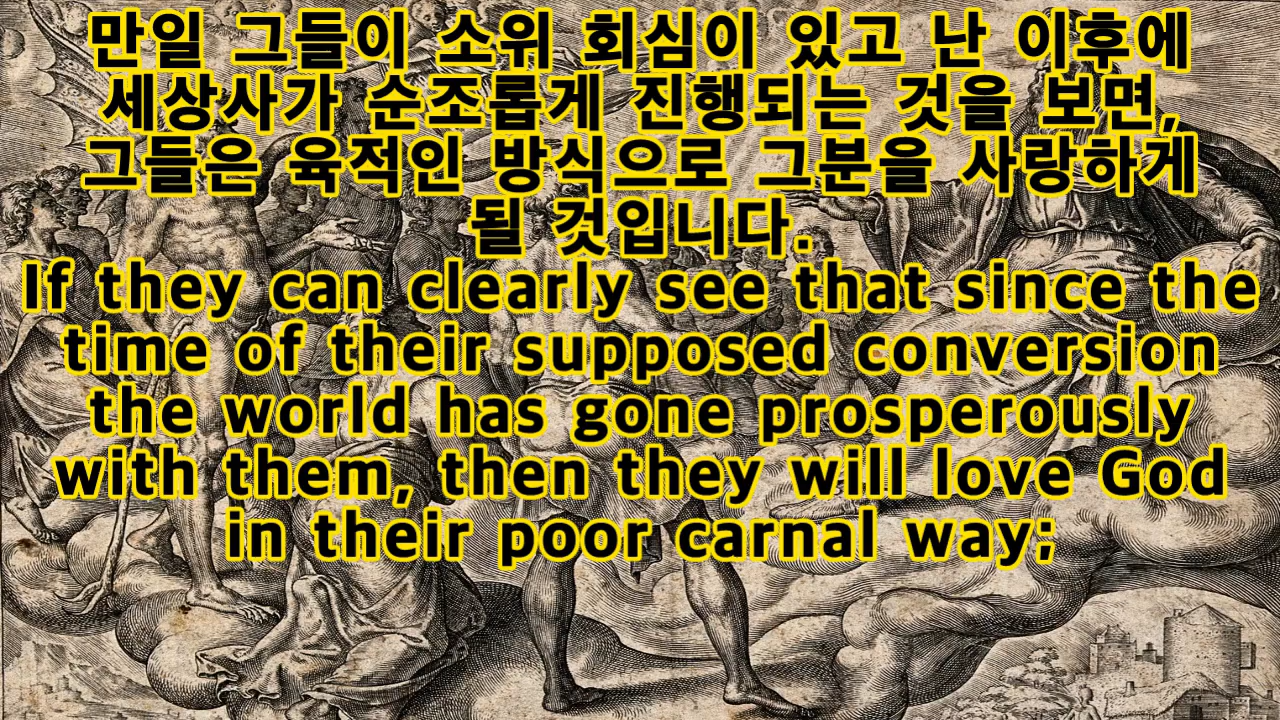 만일 그들이 소위 회심이 있고 난 이후에
세상사가 순조롭게 진행되는 것을 보면,
그들은 육적인 방식으로 그분을 사랑하게
될 것입니다.
If they can clearly see that since the
time of their supposed conversion
the world has gone prosperously
with them, then they will love God
in their poor carnal way;